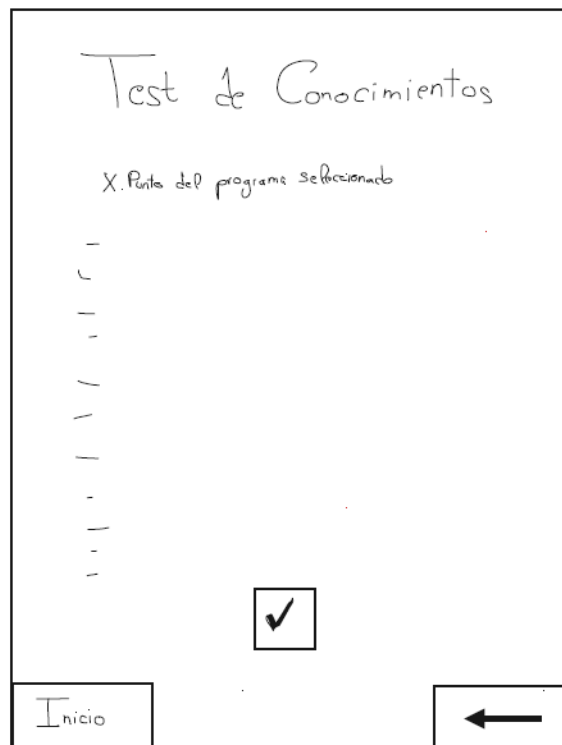 Test de Conocimientos
X. Punto del programa seleccionado
Inicio